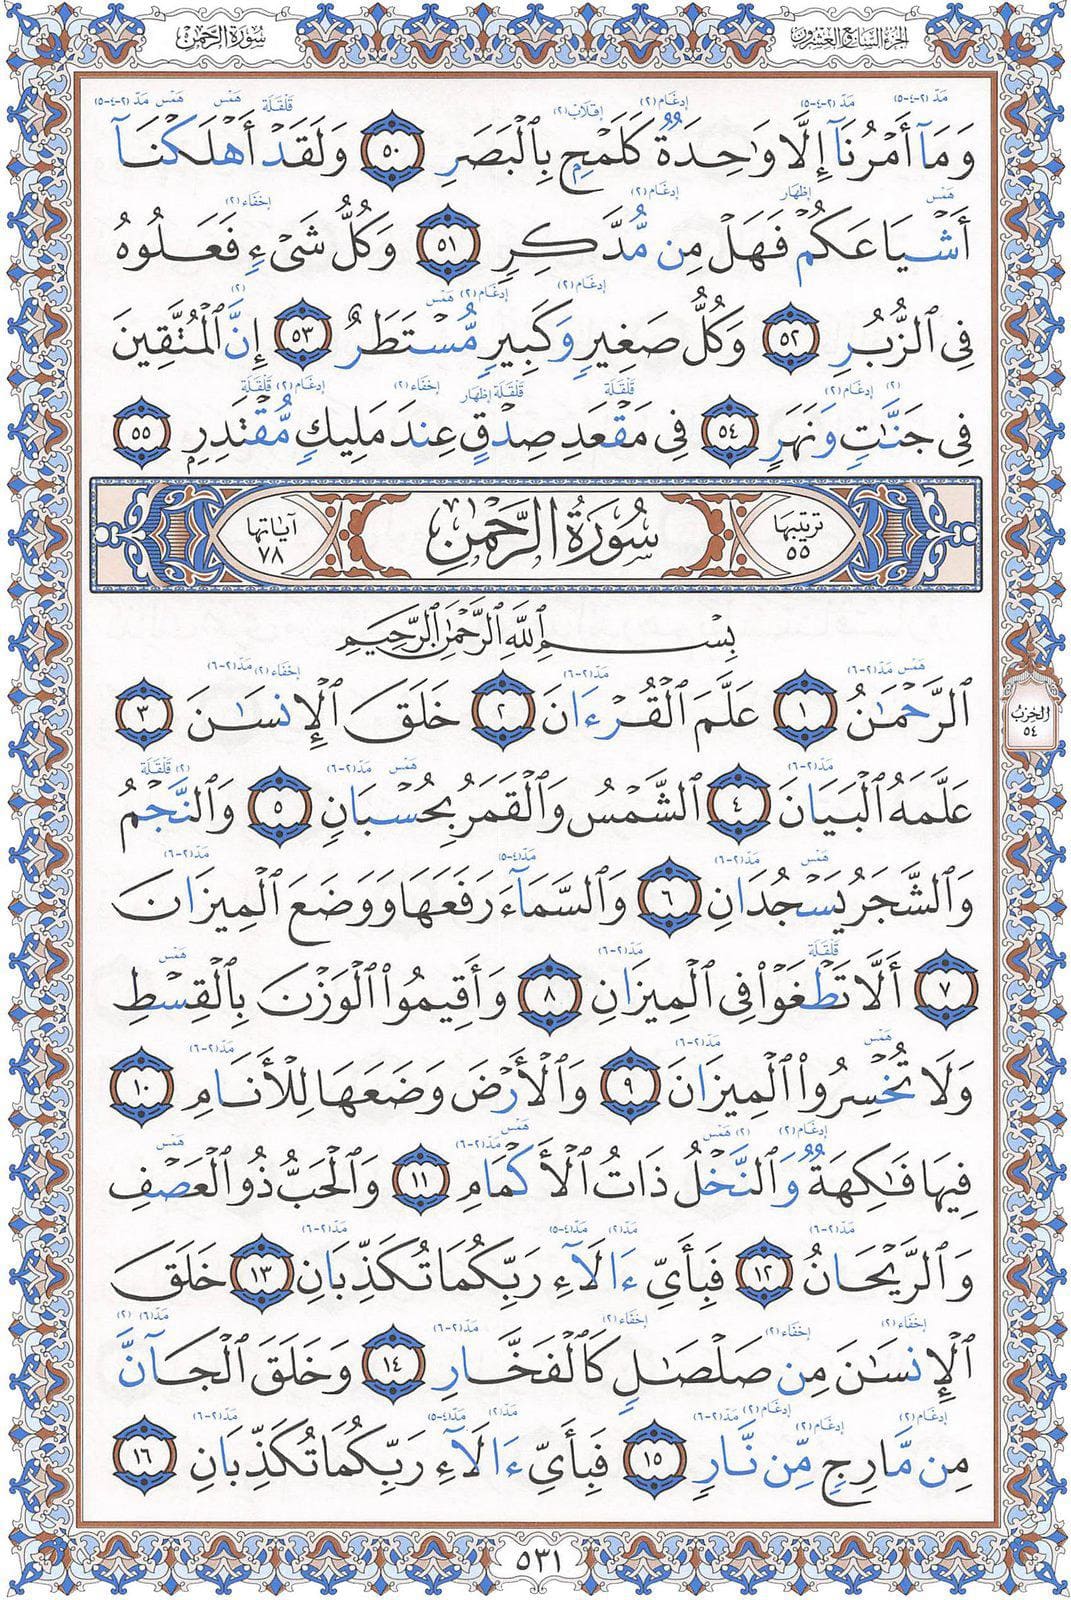 سورة الرحمن
الجزء السابع والعشرون
وَمَآ أَمْرُنَآ إِلَّا وَٰحِدَةٌ كَلَمْحِۭ بِٱلْبَصَرِ ٥٠ وَلَقَدْ أَهْلَكْنَآ
أَشْيَاعَكُمْ فَهَلْ مِن مُّدَّكِرٍ ٥١ وَكُلُّ شَىْءٍ فَعَلُوهُ
فِى ٱلزُّبُرِ ٥٢ وَكُلُّ صَغِيرٍ وَكَبِيرٍ مُّسْتَطَرٌ ٥٣ إِنَّ ٱلْمُتَّقِينَ
فِى جَنَّـٰتٍ وَنَهَرٍ ٥٤ فِى مَقْعَدِ صِدْقٍ عِندَ مَلِيكٍ مُّقْتَدِرٍۭ ٥٥
ترتيبها ٥٥ سُورَةُ الرَّحْمَٰن آياتها ٧٨
بِسْمِ ٱللَّهِ ٱلرَّحْمَـٰنِ ٱلرَّحِيمِ
ٱلرَّحْمَـٰنُ ١ عَلَّمَ ٱلْقُرْءَانَ ٢ خَلَقَ ٱلْإِنسَـٰنَ ٣
الحزب ٥٤
عَلَّمَهُ ٱلْبَيَانَ ٤ ٱلشَّمْسُ وَٱلْقَمَرُ بِحُسْبَانٍ ٥ وَٱلنَّجْمُ
وَٱلشَّجَرُ يَسْجُدَانِ ٦ وَٱلسَّمَآءَ رَفَعَهَا وَوَضَعَ ٱلْمِيزَانَ
٧ أَلَّا تَطْغَوْا۟ فِى ٱلْمِيزَانِ ٨ وَأَقِيمُوا۟ ٱلْوَزْنَ بِٱلْقِسْطِ
وَلَا تُخْسِرُوا۟ ٱلْمِيزَانَ ٩ وَٱلْأَرْضَ وَضَعَهَا لِلْأَنَامِ ١٠
فِيهَا فَـٰكِهَةٌ وَٱلنَّخْلُ ذَاتُ ٱلْأَكْمَامِ ١١ وَٱلْحَبُّ ذُو ٱلْعَصْفِ
وَٱلرَّيْحَانُ ١٢ فَبِأَىِّ ءَالَآءِ رَبِّكُمَا تُكَذِّبَانِ ١٣ خَلَقَ
ٱلْإِنسَـٰنَ مِن صَلْصَـٰلٍ كَٱلْفَخَّارِ ١٤ وَخَلَقَ ٱلْجَآنَّ
مِن مَّارِجٍ مِّن نَّارٍ ١٥ فَبِأَىِّ ءَالَآءِ رَبِّكُمَا تُكَذِّبَانِ ١٦
٥٣١